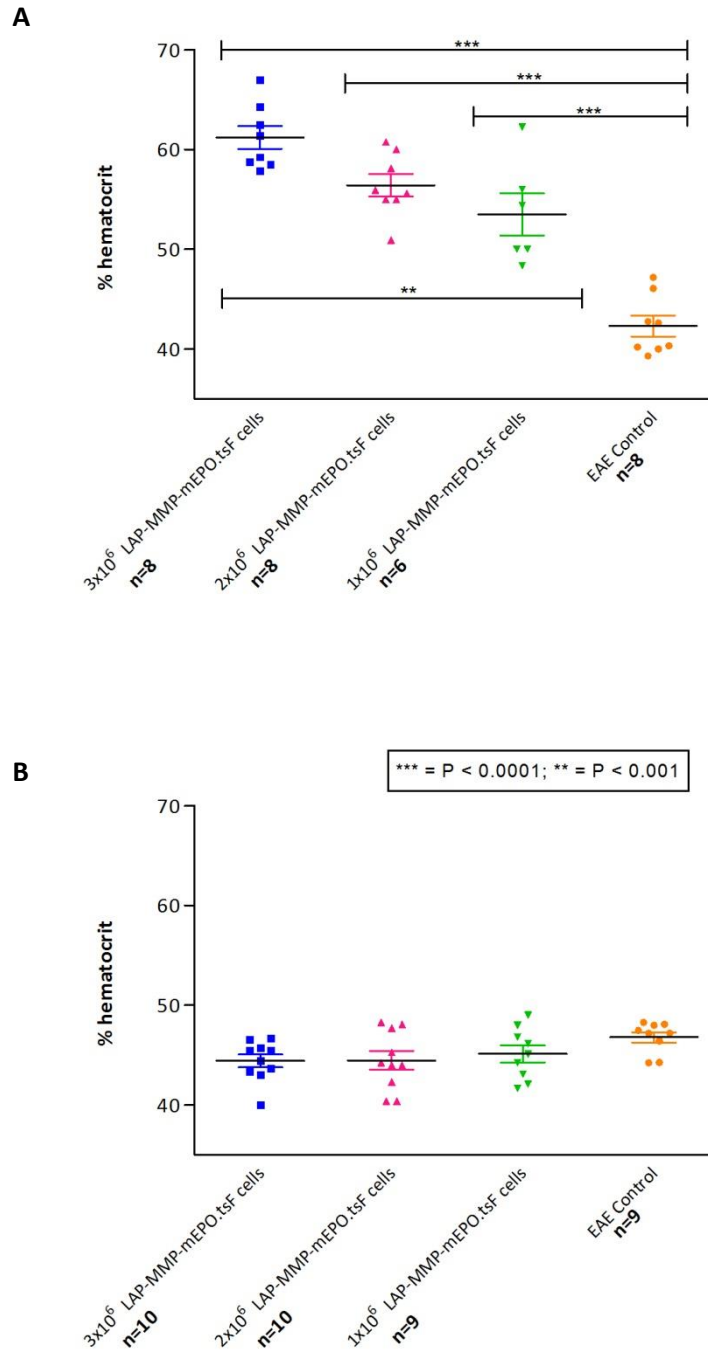 A
70
60
50
40
% hematocrit
***
***
***
**
3x10⁶ LAP-MMP-mEPO.tsF cells
n=8
2x10⁶ LAP-MMP-mEPO.tsF cells
n=8
1x10⁶ LAP-MMP-mEPO.tsF cells
n=6
EAE Control
n=8
B
*** = P < 0.0001; ** = P < 0.001
70
60
50
40
% hematocrit
3x10⁶ LAP-MMP-mEPO.tsF cells
n=10
2x10⁶ LAP-MMP-mEPO.tsF cells
n=10
1x10⁶ LAP-MMP-mEPO.tsF cells
n=9
EAE Control
n=9